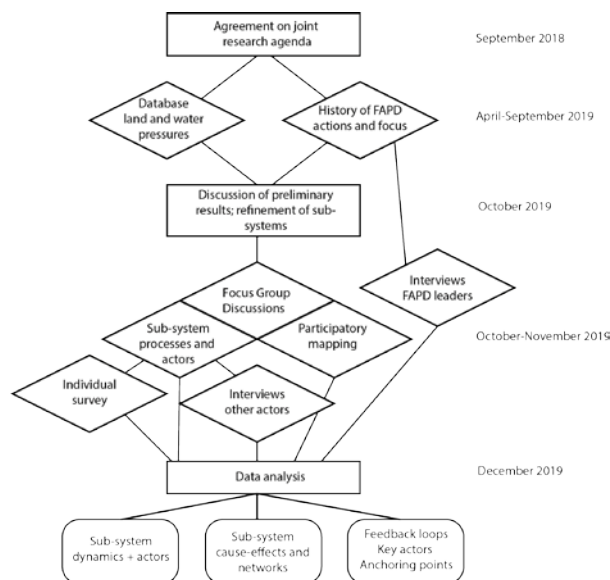 Agreement on joint
research agenda
September 2018
Database
land and water
pressures
History of FAPD
actions and focus
April-September 2019
Discussion of preliminary
results; refinement of sub-
systems
October 2019
Focus Group
Discussions
Interviews
FAPD leaders
Sub-system
processes and
actors
Participatory
mapping
October-November 2019
Individual
survey
Interviews
other actors
Data analysis
December 2019
Sub-system
dynamics + actors
Sub-system
cause-effects and
networks
Feedback loops
Key actors
Anchoring points